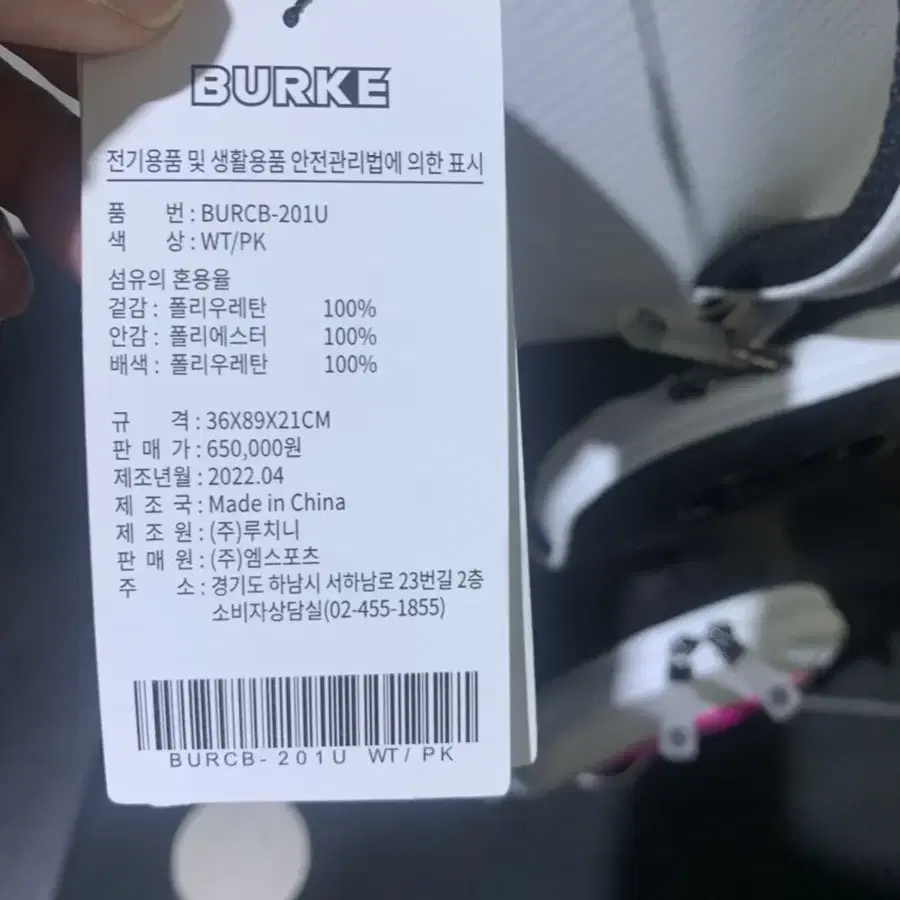 BURKE
전기용품 및 생활용품 안전관리법에 의한 표시
품 번 : BURCB-201U
색 상 : WT/PK
섬유의 혼용율
겉감 : 폴리우레탄 100%
안감 : 폴리에스터 100%
배색 : 폴리우레탄 100%
규 격 : 36X89X21CM
판 매 가 : 650,000원
제조년월 : 2022.04
제 조 국 : Made in China
제 조 원 : (주)루치니
판 매 원 : (주)엠스포츠
주 소 : 경기도 하남시 서하남로 23번길 2층
소비자상담실(02-455-1855)
BURCB- 201U WT/ PK